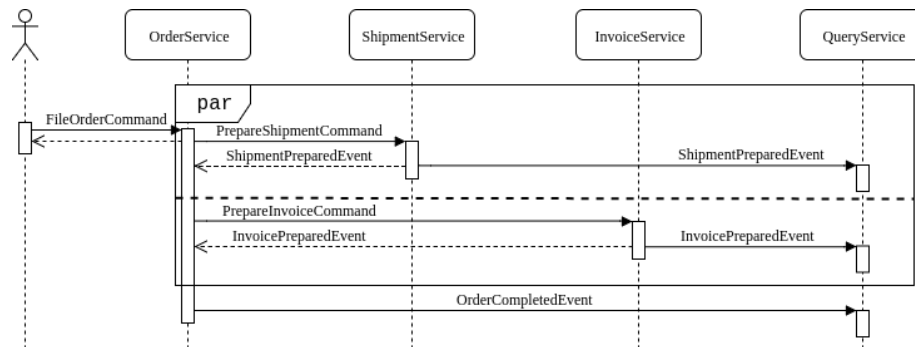 OrderService
ShipmentService
InvoiceService
QueryService
par
FileOrderCommand
PrepareShipmentCommand
ShipmentPreparedEvent
ShipmentPreparedEvent
PrepareInvoiceCommand
InvoicePreparedEvent
InvoicePreparedEvent
OrderCompletedEvent